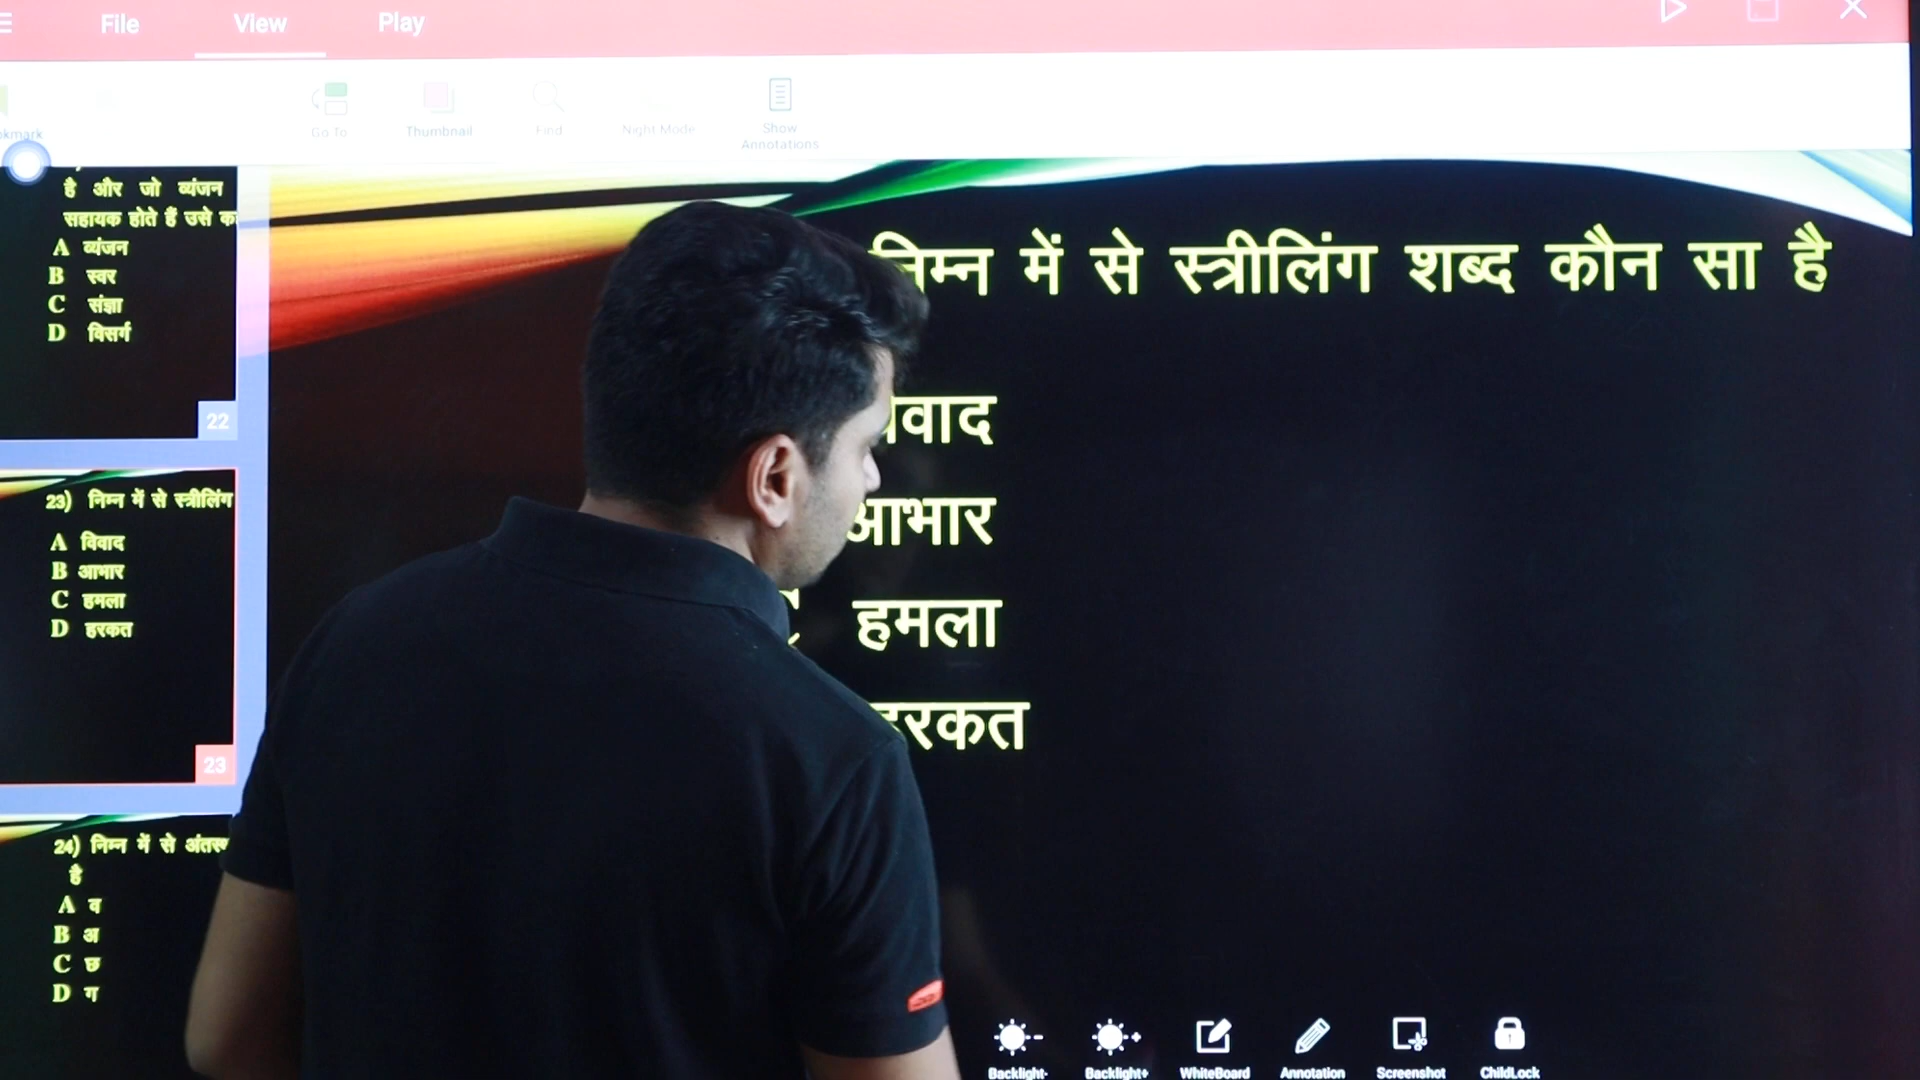 File View Play
Go To Thumbnail Find Night Mode Show Annotations
है और जो व्यंजन
सहायक होते हैं उसे
A व्यंजन
B स्वर
C संज्ञा
D विसर्ग
22
23) निम्न में से स्त्रीलिंग
A विवाद
B आभार
C हमला
D हरकत
23
24) निम्न में से
है
A व
B अ
C छ
D ग
निम्न में से स्त्रीलिंग शब्द कौन सा है
आभार
C हमला
हरकत
Backlight- Backlight+ WhiteBoard Annotation Screenshot ChildLock